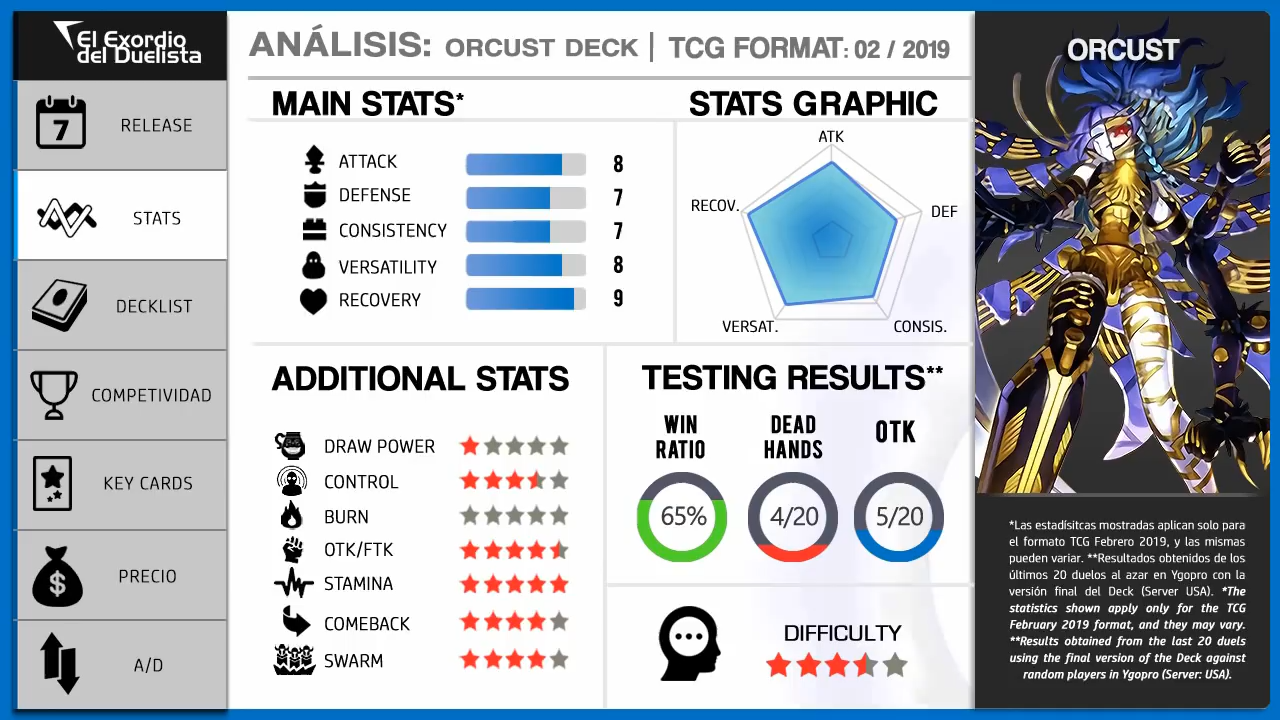 El Exordio
del Duelista
ANÁLISIS: ORCUST DECK | TCG FORMAT: 02 / 2019
7
RELEASE
STATS
DECKLIST
COMPETIVIDAD
KEY CARDS
$
PRECIO
A/D
MAIN STATS*
ATTACK 8
DEFENSE 7
CONSISTENCY 7
VERSATILITY 8
RECOVERY 9
STATS GRAPHIC
ATK
RECOV.
DEF
VERSAT.
CONSIS.
ADDITIONAL STATS
DRAW POWER
CONTROL
BURN
OTK/FTK
STAMINA
COMEBACK
SWARM
TESTING RESULTS**
WIN
RATIO
65%
DEAD
HANDS
4/20
OTK
5/20
DIFFICULTY
ORCUST
*Las estadísitcas mostradas aplican solo para
el formato TCG Febrero 2019, y las mismas
pueden variar. **Resultados obtenidos de los
últimos 20 duelos al azar en Ygopro con la
versión final del Deck (Server USA). *The
statistics shown apply only for the TCG
February 2019 format, and they may vary.
**Results obtained from the last 20 duels
using the final version of the Deck against
random players in Ygopro (Server: USA).